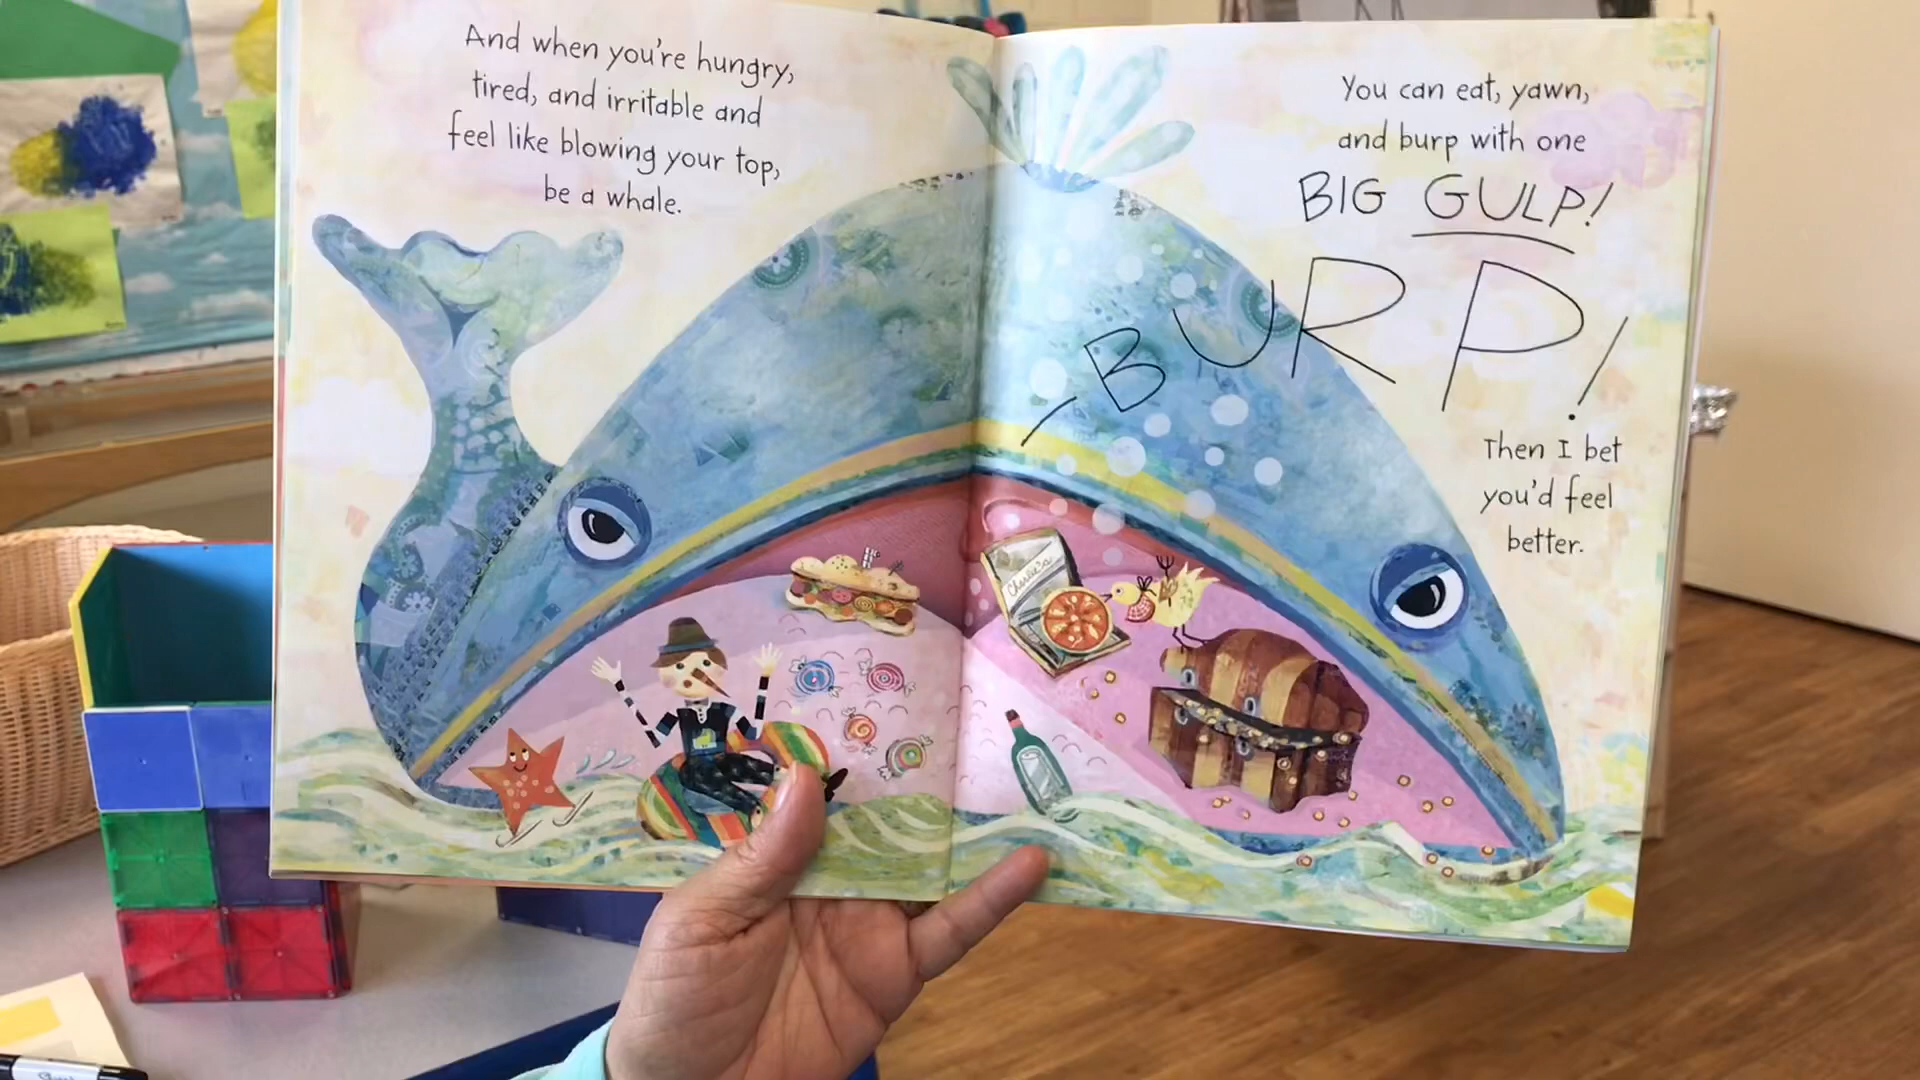 And when you're hungry,
tired, and irritable and
feel like blowing your top,
be a whale.
You can eat, yawn,
and burp with one
BIG GULP!
BURP!
Then I bet
you'd feel
better.
Charlie's